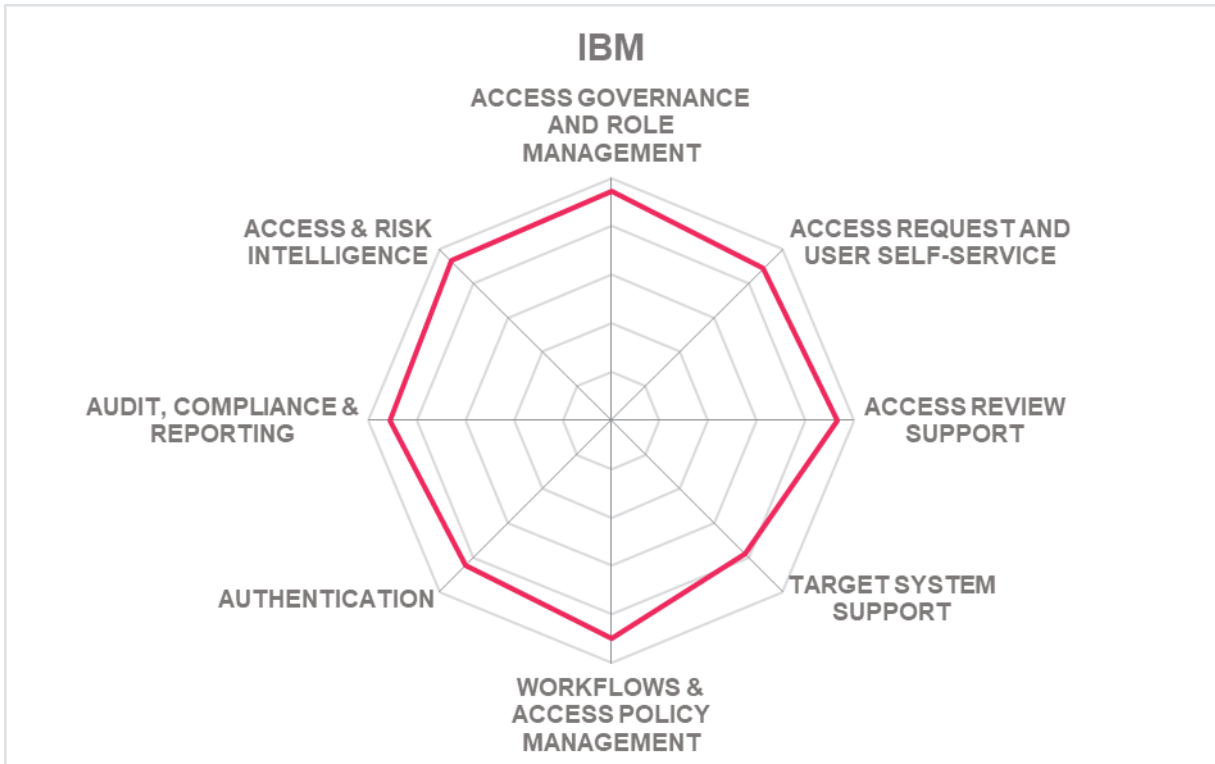 IBM
ACCESS GOVERNANCE
AND ROLE
MANAGEMENT
ACCESS REQUEST AND
USER SELF-SERVICE
ACCESS REVIEW
SUPPORT
TARGET SYSTEM
SUPPORT
WORKFLOWS &
ACCESS POLICY
MANAGEMENT
AUTHENTICATION
AUDIT, COMPLIANCE &
REPORTING
ACCESS & RISK
INTELLIGENCE